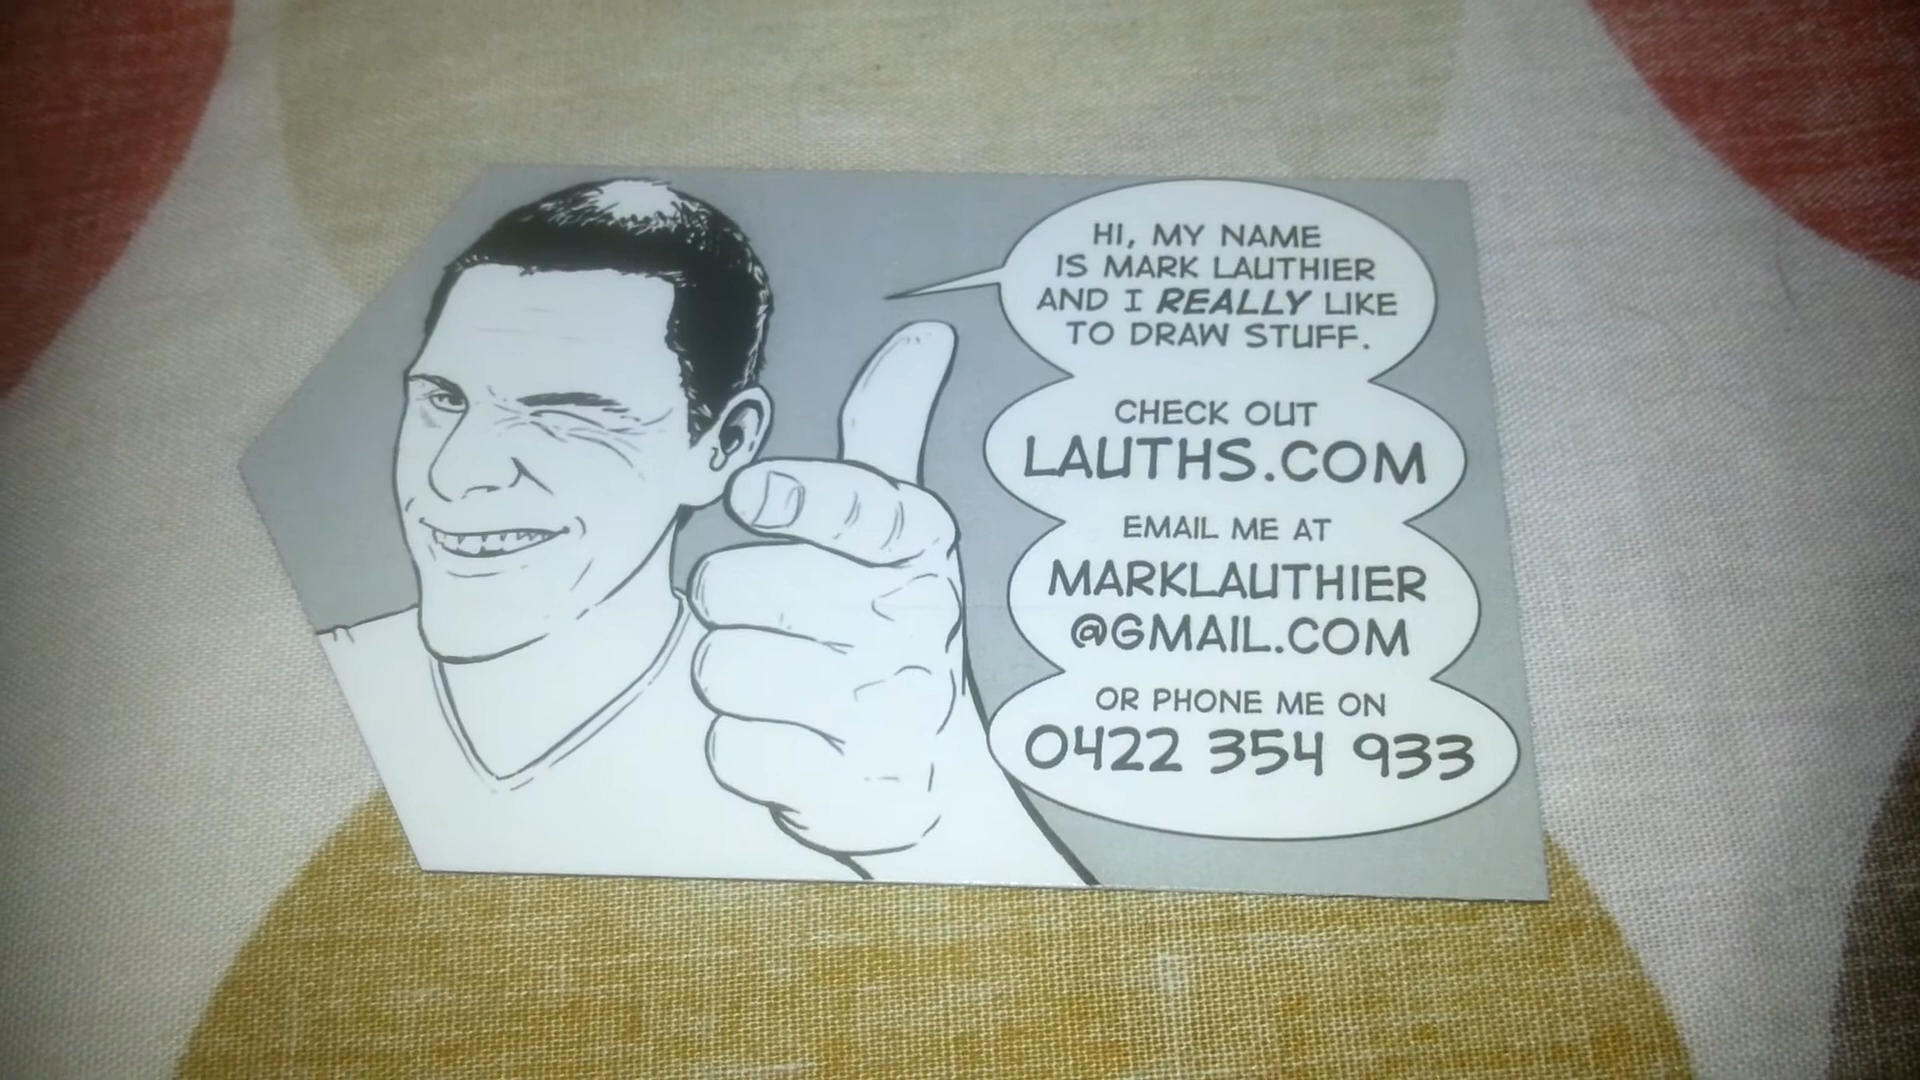 HI, MY NAME
IS MARK LAUTHIER
AND I REALLY LIKE
TO DRAW STUFF.
CHECK OUT
LAUTHS.COM
EMAIL ME AT
MARKLAUTHIER
@GMAIL.COM
OR PHONE ME ON
0422 354 933